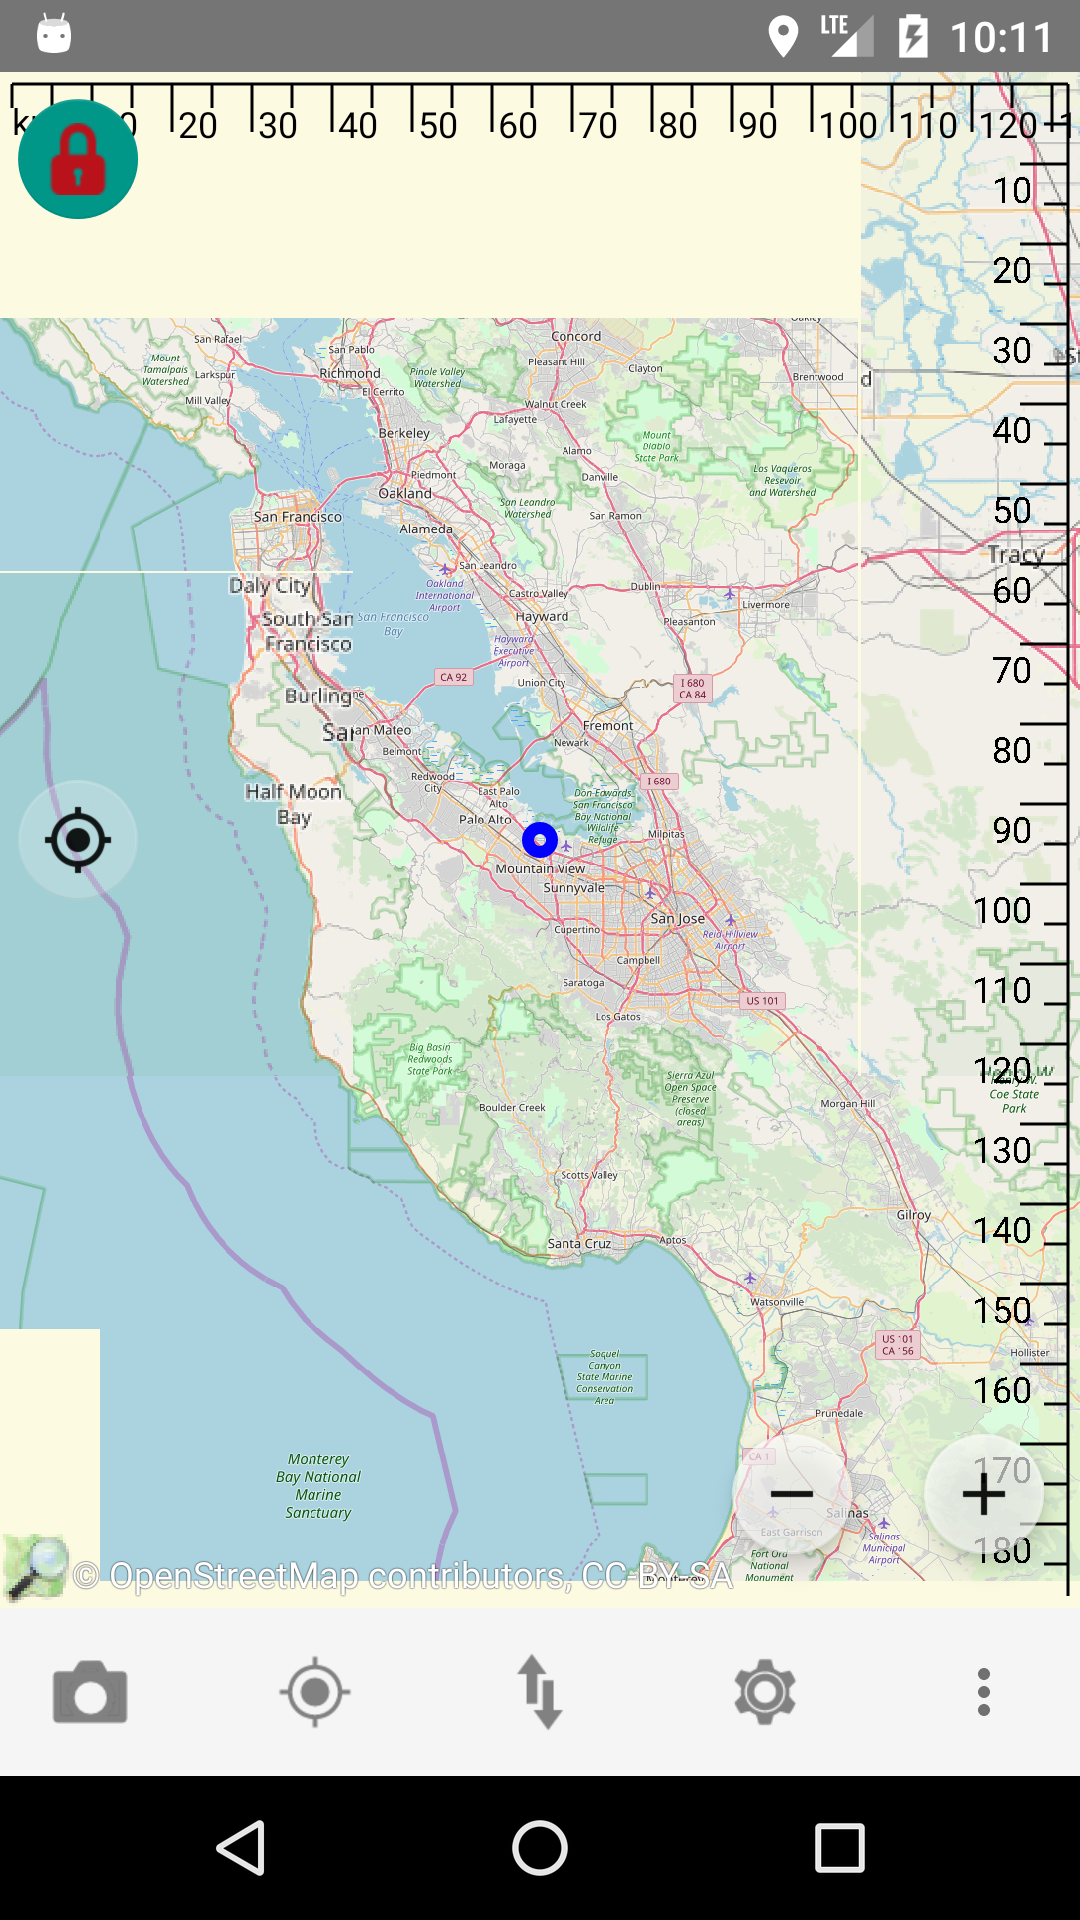 LTE 10:11
20 30 40 50 60 70 80 90 100 110 120
10
20
30
40
50
60
70
80
90
100
110
120
130
140
150
160
170
180
San Rafael
Larkspur
Mill Valley
Mount
Tamalpais
Watershed
San Pablo
Richmond
El Cerrito
Pinole Valley
Watershed
Concord
Pleasant Hill
Clayton
Oakley
Brentwood
d
Walnut Creek
Lafayette
Berkeley
Moraga
Alamo
Mount
Diablo
State Park
Piedmont
Danville
Los Vaqueros
Resevoir
and Watershed
Oakland
San Leandro
Watershed
San Francisco
Alameda
San Ramon
Tracy
San Leandro
Daly City
Oakland
International
Airport
Castro Valley
Dublin
Livermore
South San
Francisco
San Francisco
Bay
Hayward
Pleasanton
Hayward
Executive
Airport
CA 92
Union City
I 680
CA 84
Burling
San Mateo
Fremont
Newark
Belmont
Redwood
City
I 680
Half Moon
Bay
East Palo
Alto
Palo Alto
Don Edwards
San Francisco
Bay National
Wildlife
Refuge
Milpitas
Mountain View
Sunnyvale
San Jose
Cupertino
Reid-Hillview
Airport
Campbell
Saratoga
US 101
Los Gatos
Big Basin
Redwoods
State Park
Sierra Azul
Open Space
Preserve
(closed
areas)
Henry W.
Coe State
Park
Boulder Creek
Morgan Hill
Scotts Valley
Gilroy
Santa Cruz
Aptos
Watsonville
US 101
CA 156
Hollister
Soquel
Canyon
State Marine
Conservation
Area
Prunedale
CA 1
Monterey
Bay National
Marine
Sanctuary
Salinas
East Garrison
Salinas
Municipal
Airport
Fort Ord
National
Monument
Monterey
© OpenStreetMap contributors, CC-BY-SA